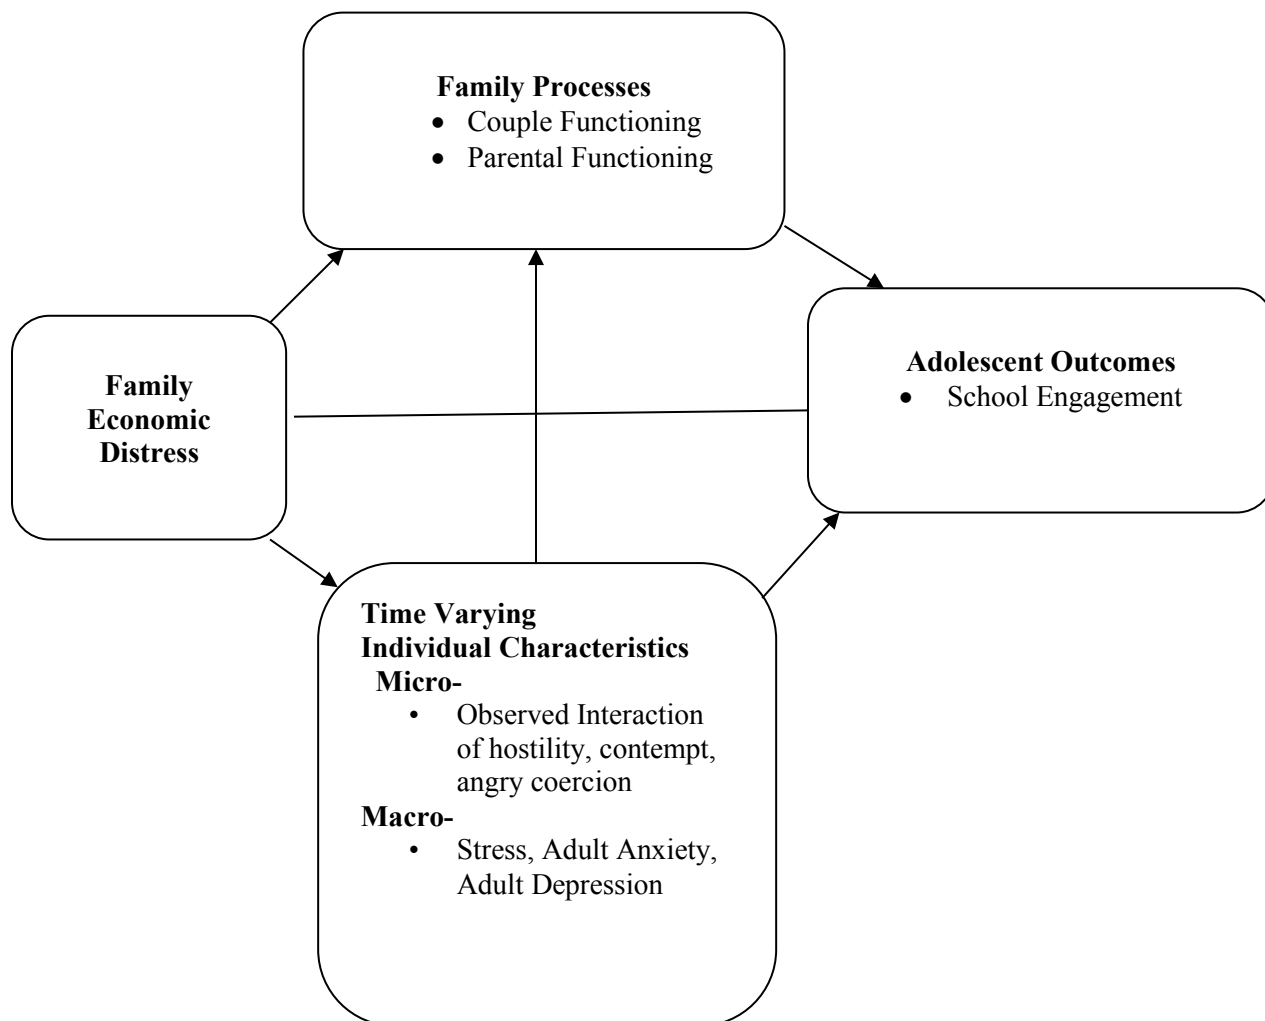 Family Processes
• Couple Functioning
• Parental Functioning
Family
Economic
Distress
Adolescent Outcomes
• School Engagement
Time Varying
Individual Characteristics
Micro-
• Observed Interaction
of hostility, contempt,
angry coercion
Macro-
• Stress, Adult Anxiety,
Adult Depression